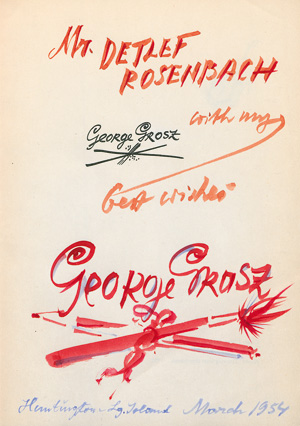 Mr. DETLEF
ROSENBACH
with my
George Grosz
best wishes
George Grosz
Huntington Lg. Island March 1954